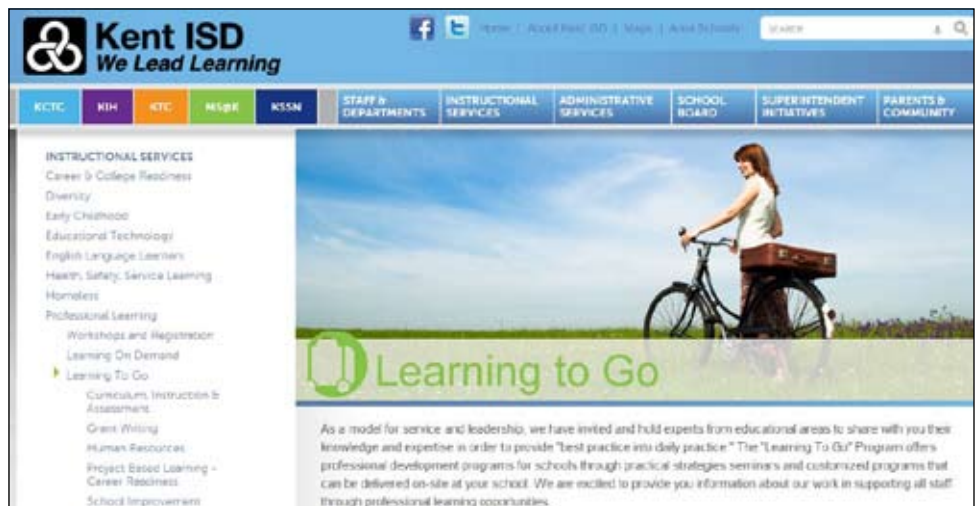 Kent ISD
We Lead Learning
Home | About Kent ISD | Maps | Area Schools
SEARCH
KCTC KIH KTC MSǝK KSSN
STAFF & DEPARTMENTS
INSTRUCTIONAL SERVICES
ADMINISTRATIVE SERVICES
SCHOOL BOARD
SUPERINTENDENT INITIATIVES
PARENTS & COMMUNITY
INSTRUCTIONAL SERVICES
Career & College Readiness
Diversity
Early Childhood
Educational Technology
English Language Learners
Health, Safety, Service Learning
Homeless
Professional Learning
Workshops and Registration
Learning On Demand
Learning To Go
Curriculum, Instruction &
Assessment
Grant Writing
Human Resources
Project Based Learning -
Career Readiness
School Improvement
Learning to Go
As a model for service and leadership, we have invited and hold experts from educational areas to share with you their
knowledge and expertise in order to provide "best practice into daily practice." The "Learning To Go" Program offers
professional development programs for schools through practical strategies seminars and customized programs that
can be delivered on-site at your school. We are excited to provide you information about our work in supporting all staff
through professional learning opportunities.